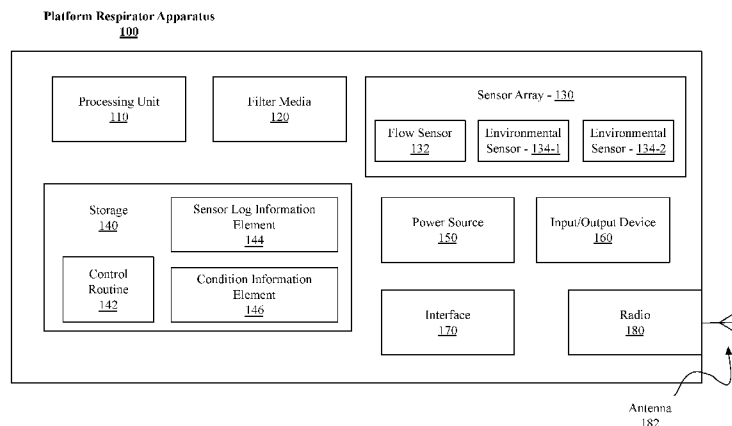 Platform Respirator Apparatus
100
Processing Unit
110
Filter Media
120
Sensor Array - 130
Flow Sensor
132
Environmental
Sensor - 134-1
Environmental
Sensor - 134-2
Storage
140
Sensor Log Information
Element
144
Control
Routine
142
Condition Information
Element
146
Power Source
150
Input/Output Device
160
Interface
170
Radio
180
Antenna
182